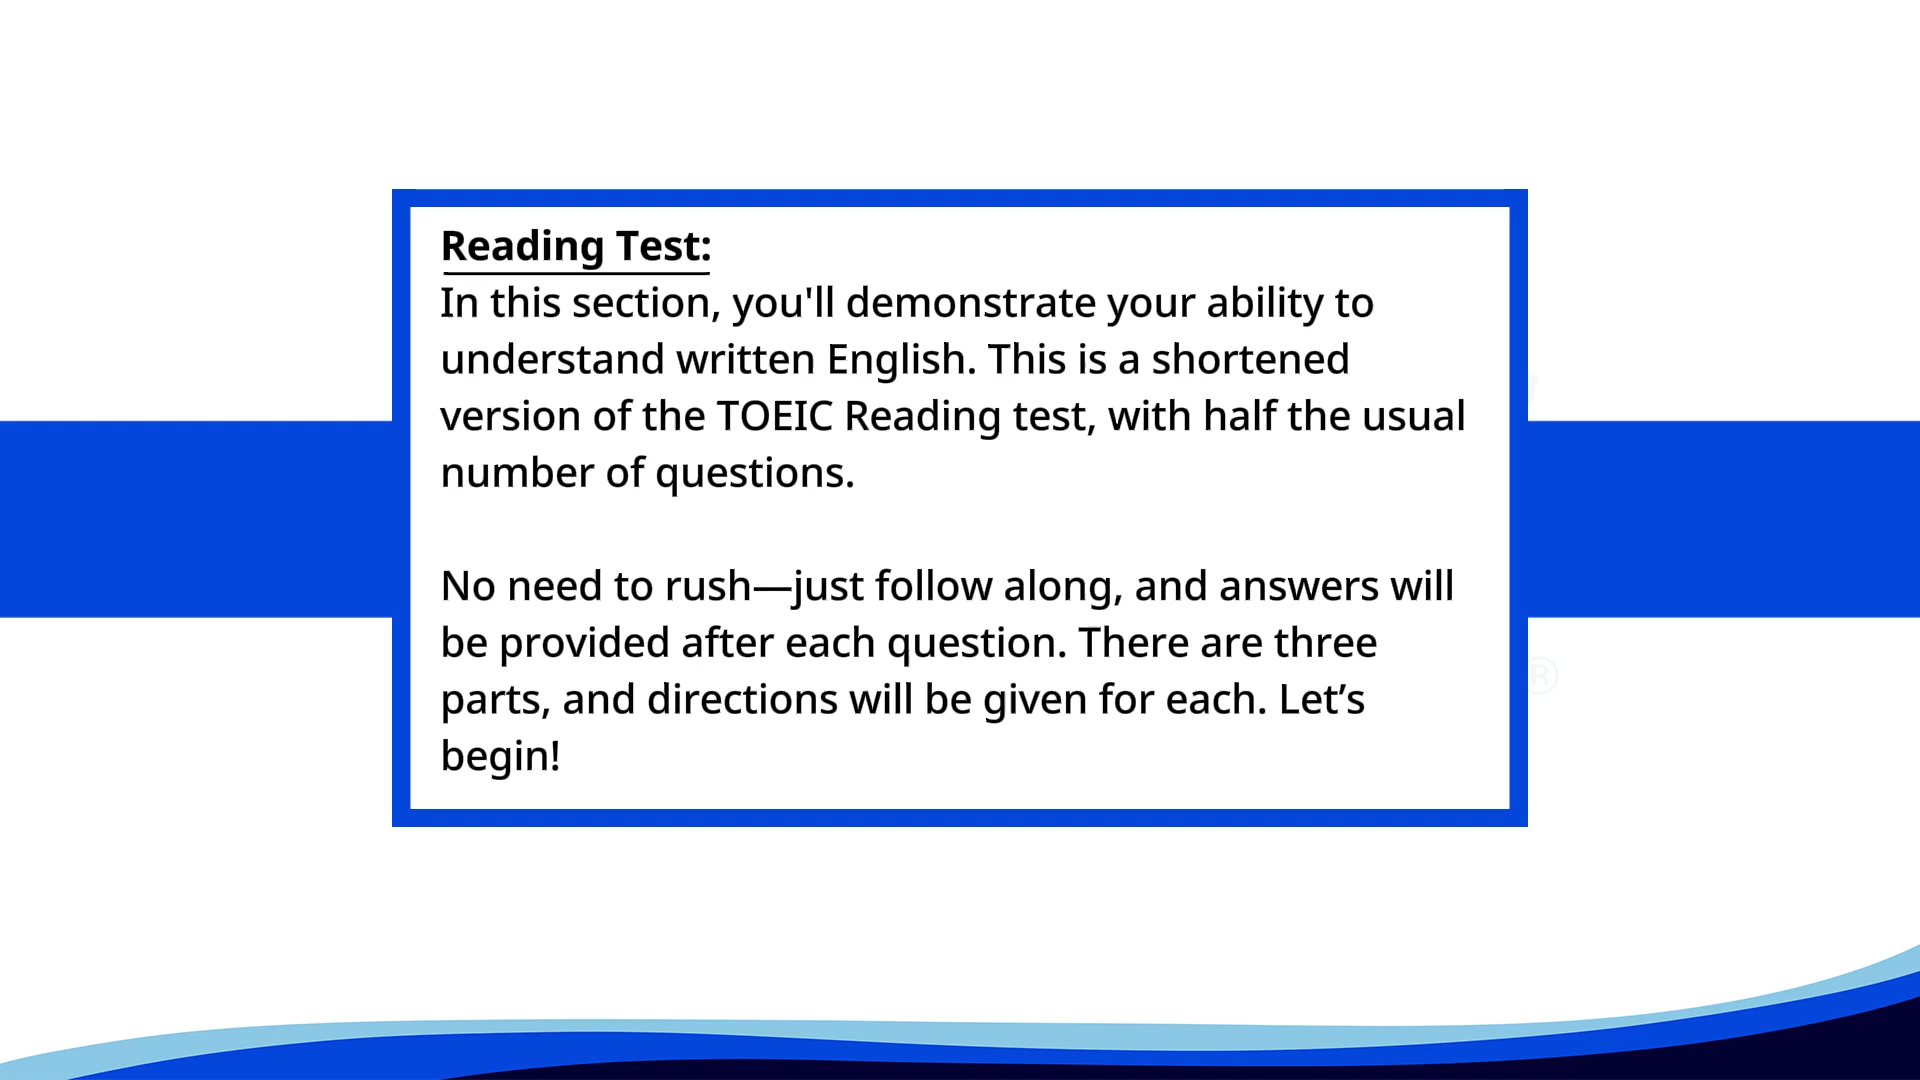 Reading Test:
In this section, you'll demonstrate your ability to
understand written English. This is a shortened
version of the TOEIC Reading test, with half the usual
number of questions.
No need to rush—just follow along, and answers will
be provided after each question. There are three
parts, and directions will be given for each. Let’s
begin!
®